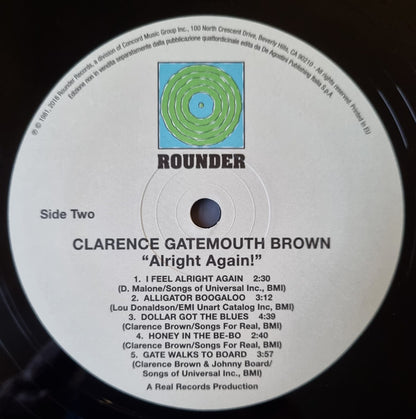 ℗ © 1981, 2016 Rounder Records, a division of Concord Music Group Inc., 100 North Crescent Drive, Beverly Hills, CA 90210 - All rights reserved. Printed in EU
Edizione non in vendita separatamente dalla pubblicazione quattordicinale edita da De Agostini Publishing Italia S.p.A.
ROUNDER
Side Two
CLARENCE GATEMOUTH BROWN
“Alright Again!”
1. I FEEL ALRIGHT AGAIN 2:30
(D. Malone/Songs of Universal Inc., BMI)
2. ALLIGATOR BOOGALOO 3:12
(Lou Donaldson/EMI Unart Catalog Inc, BMI)
3. DOLLAR GOT THE BLUES 4:39
(Clarence Brown/Songs For Real, BMI)
4. HONEY IN THE BE-BO 2:40
(Clarence Brown/Songs For Real, BMI)
5. GATE WALKS TO BOARD 3:57
(Clarence Brown & Johnny Board/
Songs of Universal Inc., BMI)
A Real Records Production